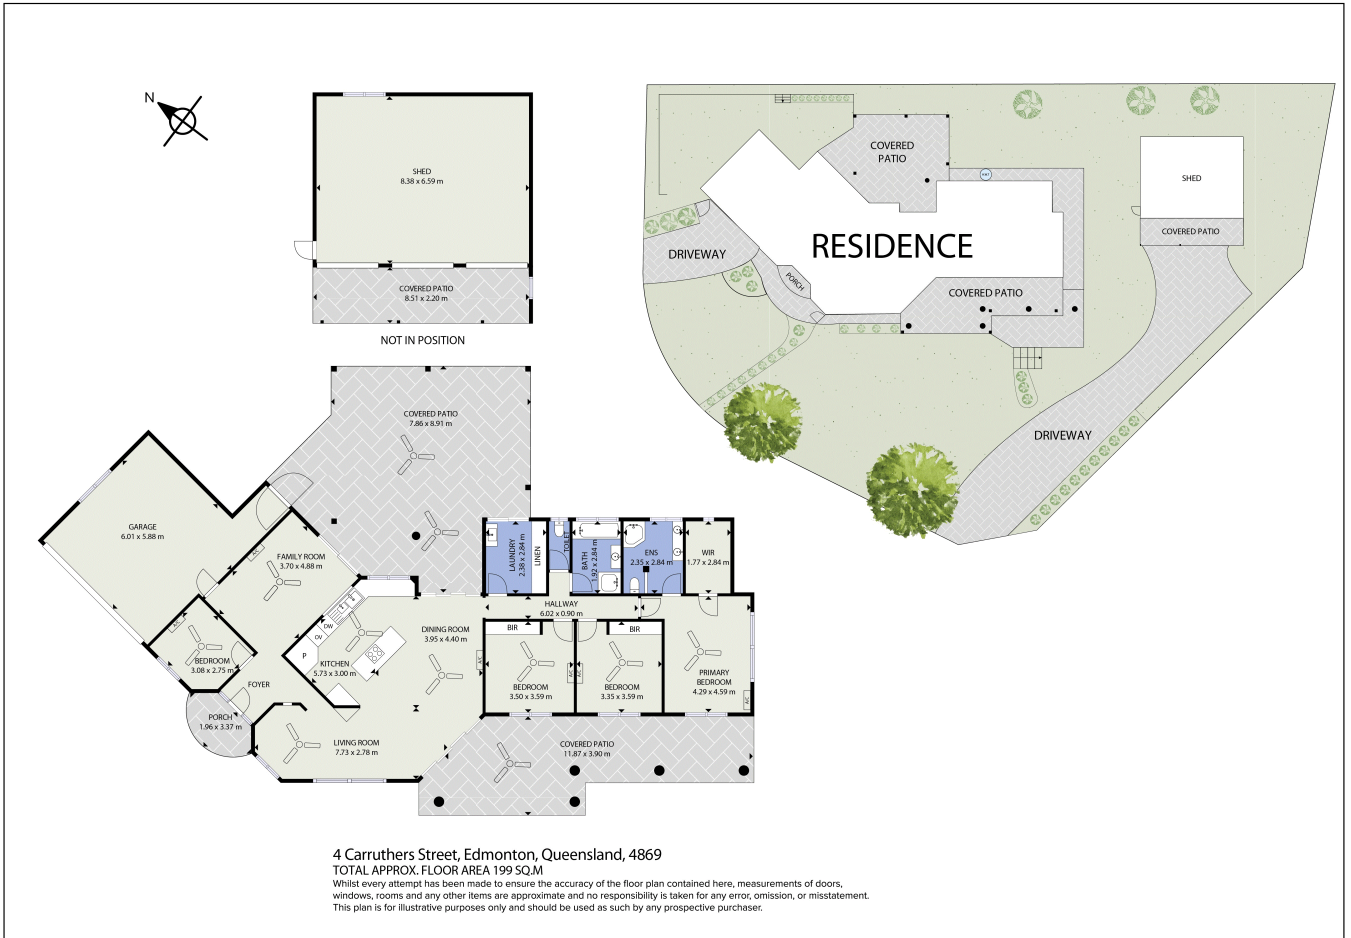 N
SHED
8.38 x 6.59 m
COVERED PATIO
8.51 x 2.20 m
NOT IN POSITION
COVERED
PATIO
HWT
SHED
COVERED PATIO
RESIDENCE
DRIVEWAY
PORCH
COVERED PATIO
DRIVEWAY
COVERED PATIO
7.86 x 8.91 m
GARAGE
6.01 x 5.88 m
A/C
FAMILY ROOM
3.70 x 4.88 m
LAUNDRY
2.38 x 2.84 m
LINEN
TOILET
BATH
1.92 x 2.84 m
ENS
2.35 x 2.84 m
WIR
1.77 x 2.84 m
HALLWAY
6.02 x 0.90 m
A/C
BEDROOM
3.08 x 2.75 m
DW
OV
P
KITCHEN
5.73 x 3.00 m
DINING ROOM
3.95 x 4.40 m
A/C
BIR
BEDROOM
3.50 x 3.59 m
A/C
BIR
A/C
BEDROOM
3.35 x 3.59 m
PRIMARY
BEDROOM
4.29 x 4.59 m
A/C
FOYER
PORCH
1.96 x 3.37 m
LIVING ROOM
7.73 x 2.78 m
COVERED PATIO
11.87 x 3.90 m
4 Carruthers Street, Edmonton, Queensland, 4869
TOTAL APPROX. FLOOR AREA 199 SQ.M
Whilst every attempt has been made to ensure the accuracy of the floor plan contained here, measurements of doors,
windows, rooms and any other items are approximate and no responsibility is taken for any error, omission, or misstatement.
This plan is for illustrative purposes only and should be used as such by any prospective purchaser.